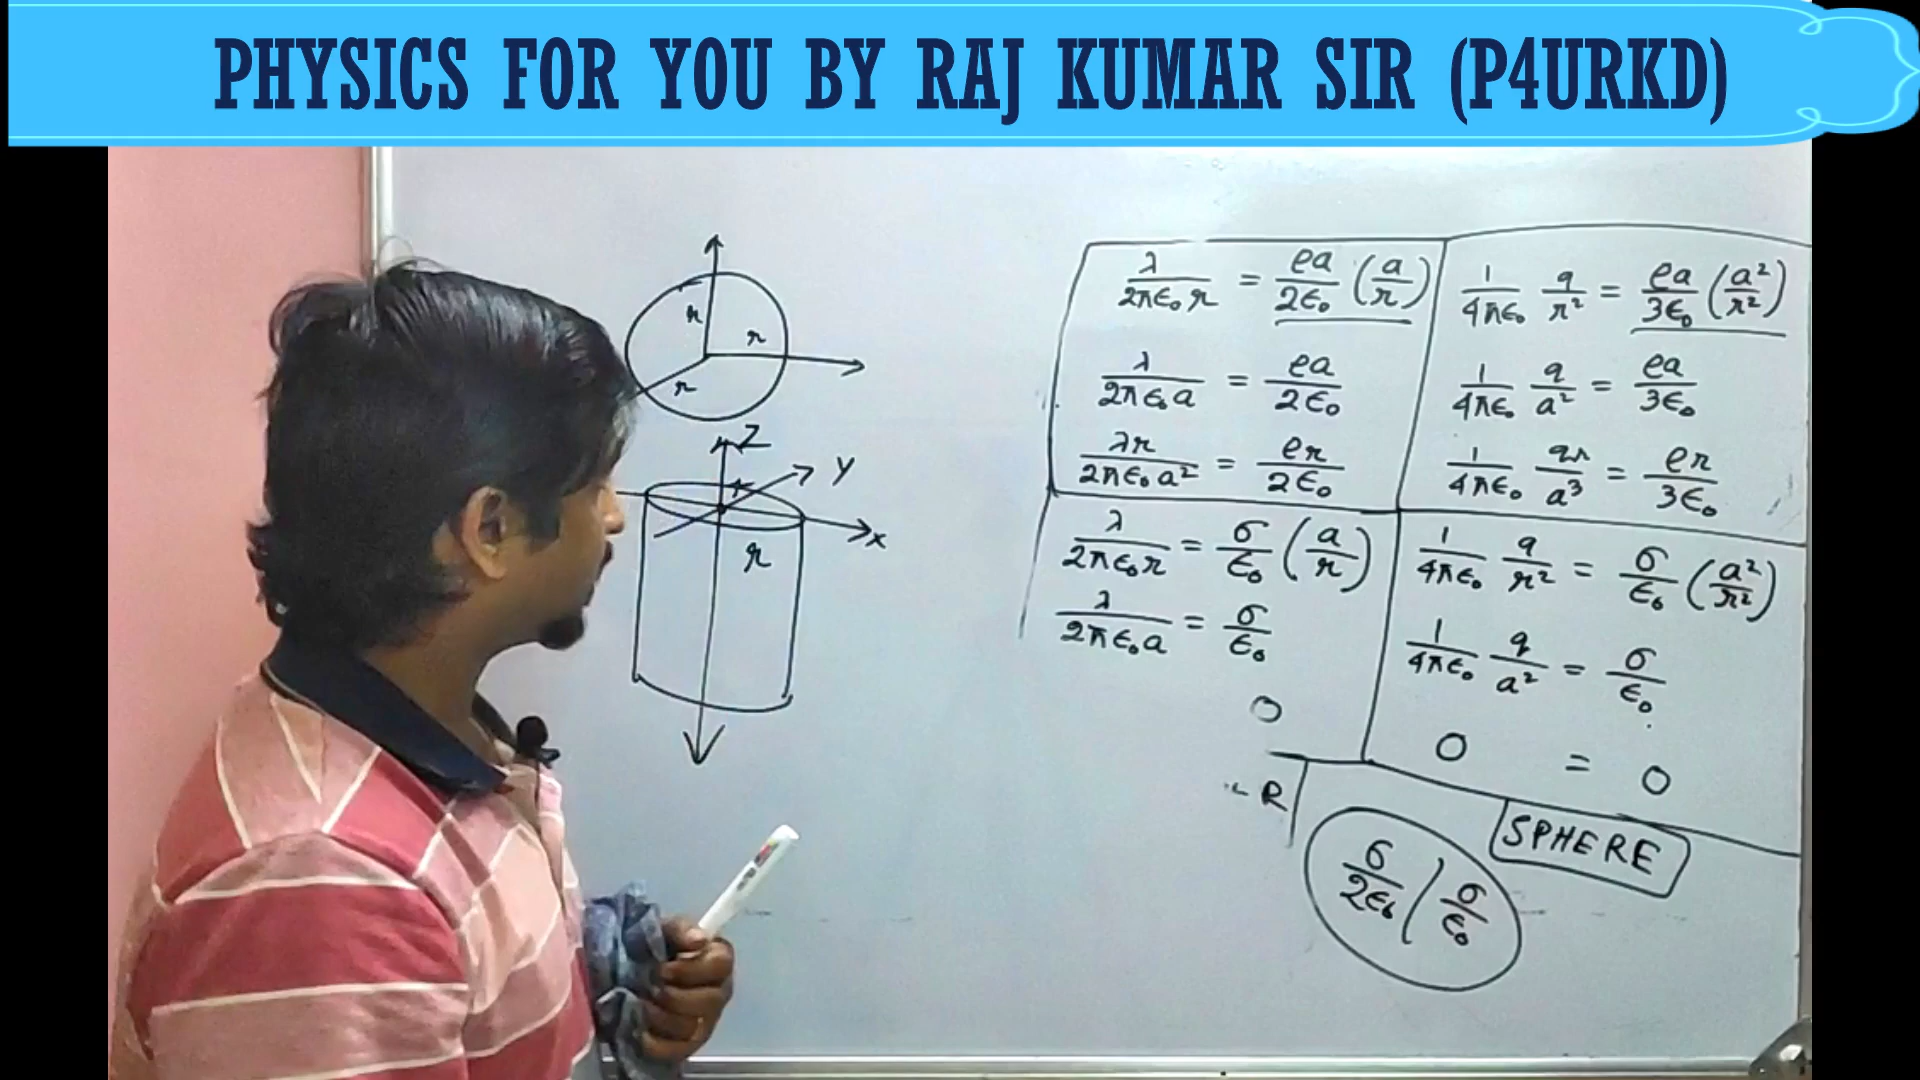 PHYSICS FOR YOU BY RAJ KUMAR SIR (P4URKD)
r
r
r
Z
Y
r
x
r
λ/2πϵ₀r = ρa/2ϵ₀ (a/r)
λ/2πϵ₀a = ρa/2ϵ₀
λr/2πϵ₀a² = ρr/2ϵ₀
1/4πϵ₀ q/r² = ρa/3ϵ₀ (a²/r²)
1/4πϵ₀ q/a² = ρa/3ϵ₀
1/4πϵ₀ qr/a³ = ρr/3ϵ₀
λ/2πϵ₀r = σ/ϵ₀ (a/r)
λ/2πϵ₀a = σ/ϵ₀
0
1/4πϵ₀ q/r² = σ/ϵ₀ (a²/r²)
1/4πϵ₀ q/a² = σ/ϵ₀
0 = 0
R
SPHERE
σ/2ϵ₀ / σ/ϵ₀